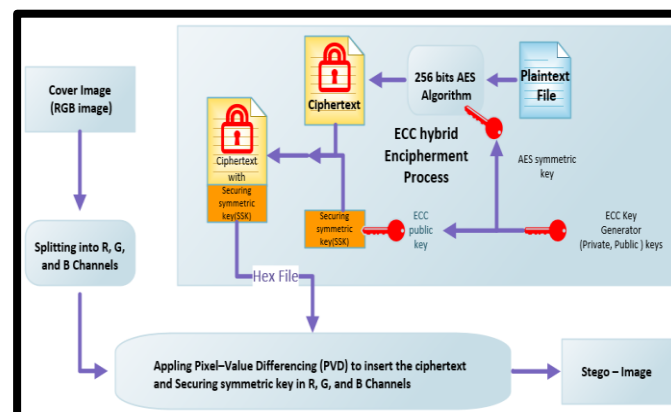 Cover Image
(RGB image)
Splitting into R, G,
and B Channels
Ciphertext
256 bits AES
Algorithm
Plaintext
File
ECC hybrid
Encipherment
Process
Ciphertext
with
Securing
symmetric
key(SSK)
AES symmetric
key
Securing
symmetric
key(SSK)
ECC
public
key
ECC Key
Generator
(Private, Public ) keys
Hex File
Appling Pixel–Value Differencing (PVD) to insert the ciphertext
and Securing symmetric key in R, G, and B Channels
Stego – Image